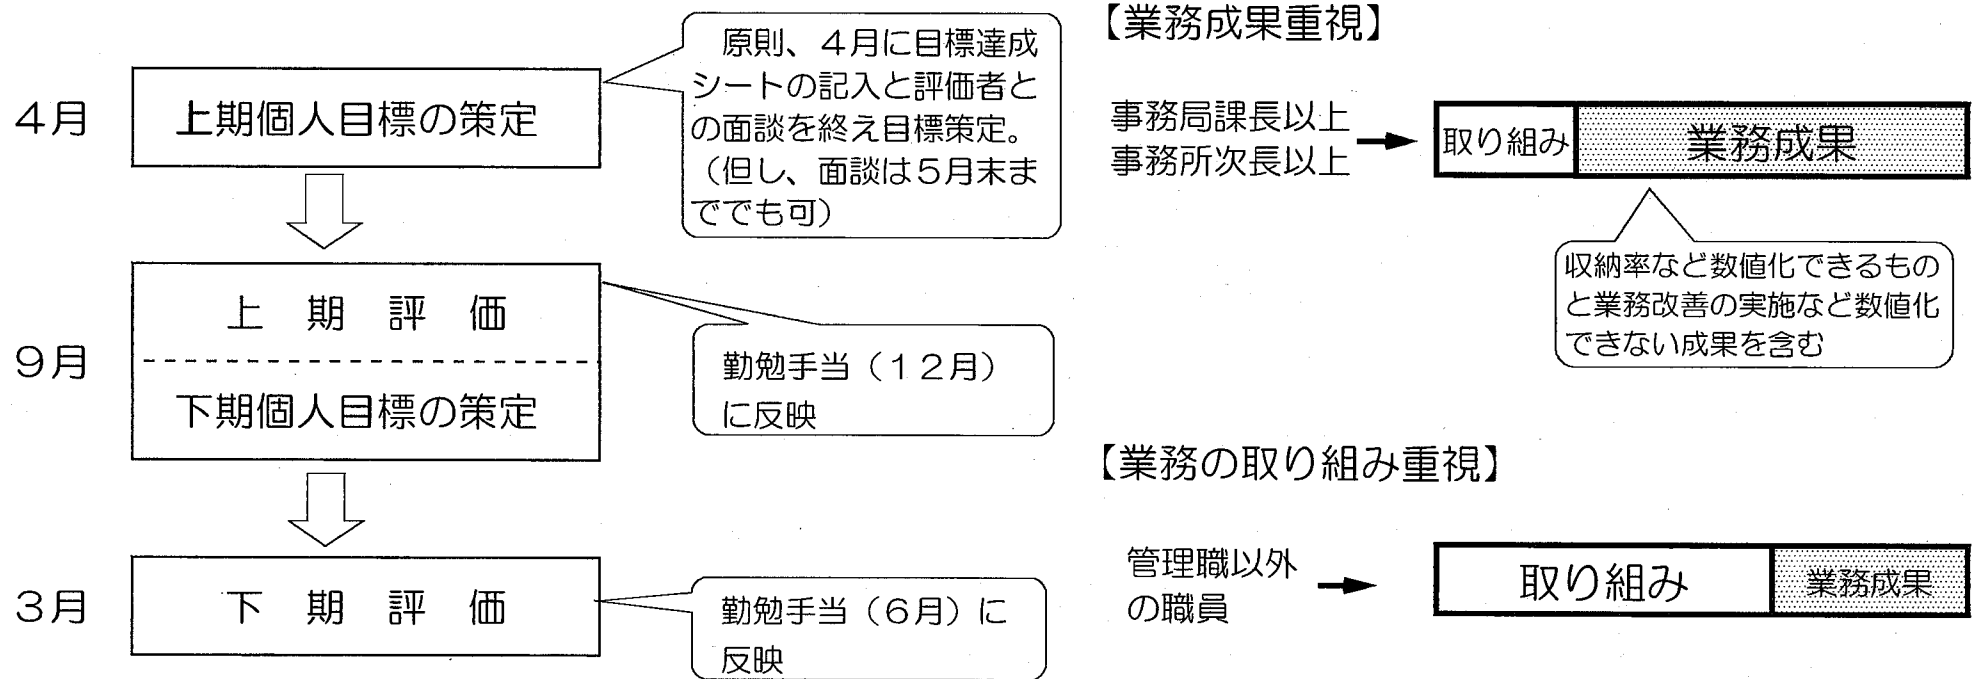 ４月
上期個人目標の策定
原則、４月に目標達成
シートの記入と評価者と
の面談を終え目標策定。
（但し、面談は５月末ま
ででも可）
９月
上　期　評　価
下期個人目標の策定
勤勉手当（１２月）
に反映
３月
下　期　評　価
勤勉手当（６月）に
反映
【業務成果重視】
事務局課長以上
事務所次長以上
取り組み
業務成果
収納率など数値化できるもの
と業務改善の実施など数値化
できない成果を含む
【業務の取り組み重視】
管理職以外
の職員
取り組み
業務成果